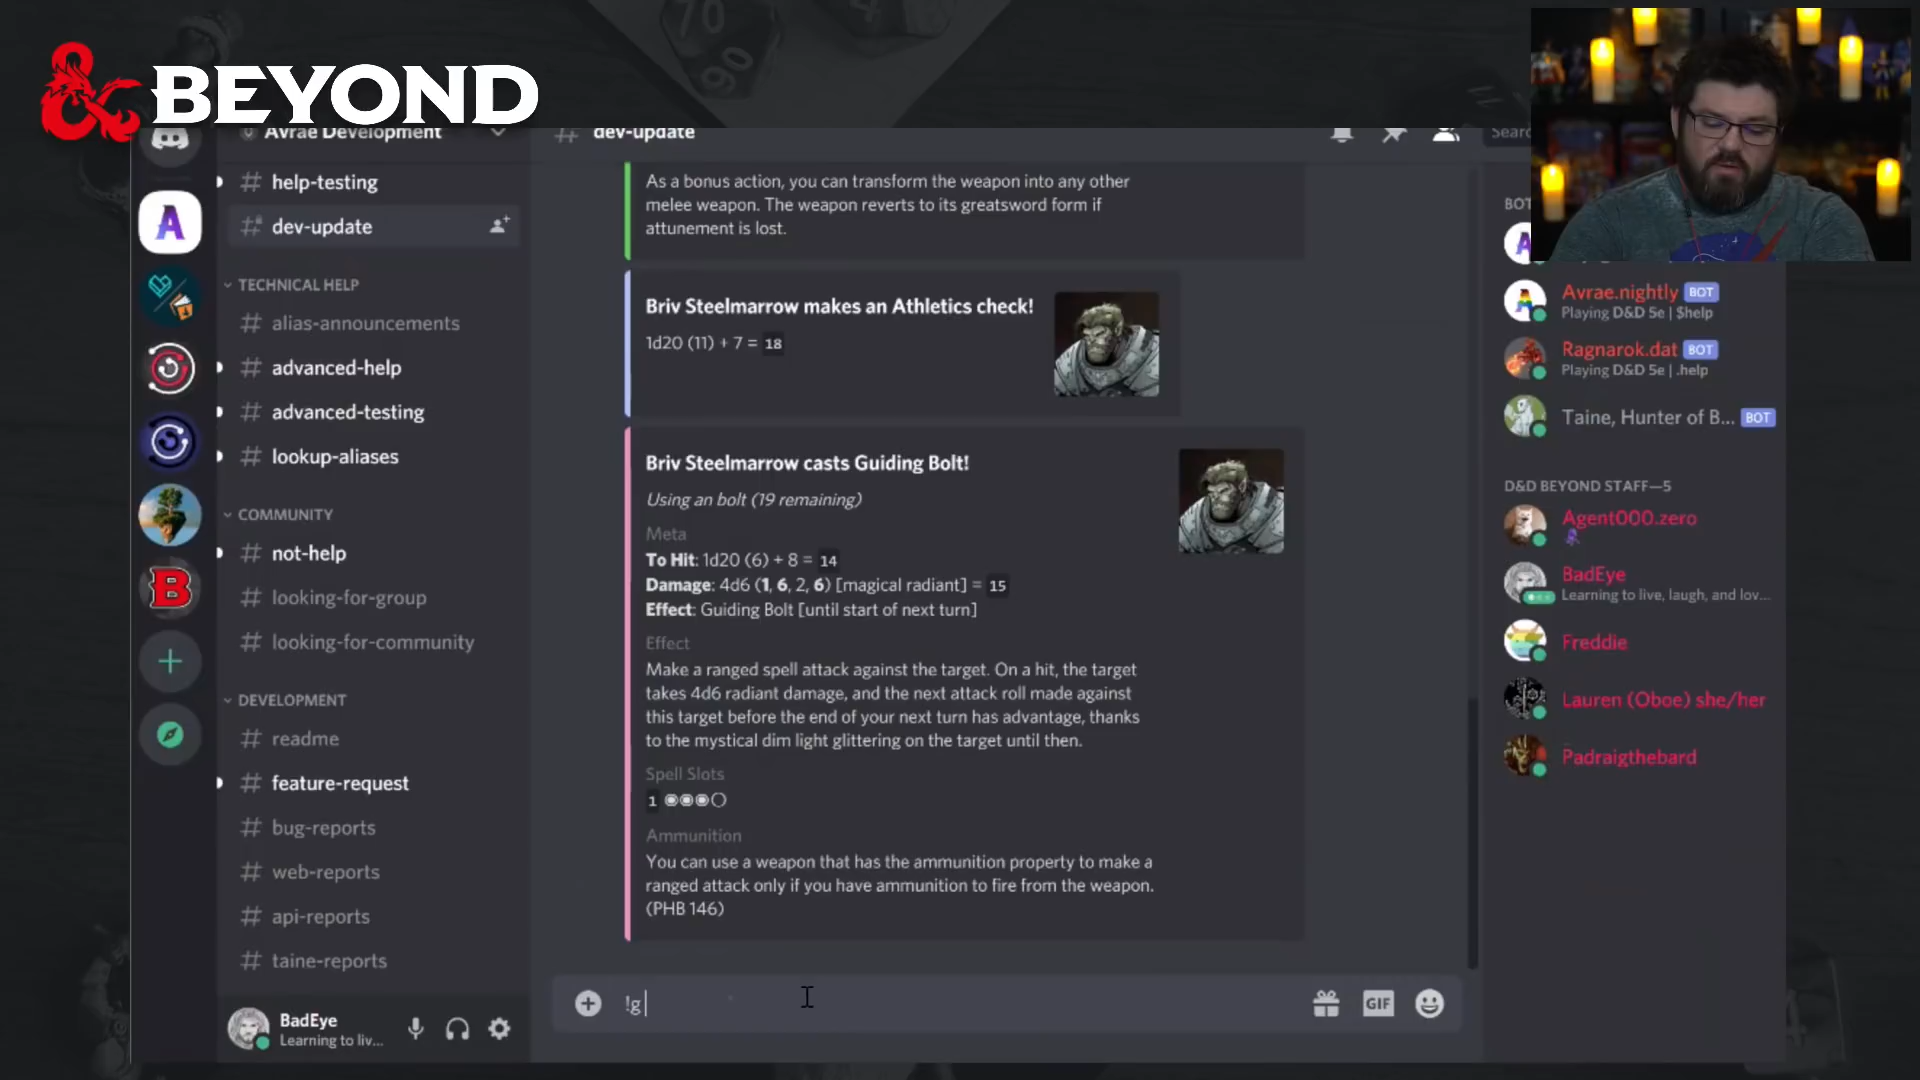 70
90
4
BEYOND
Avrae Development
help-testing
dev-update
TECHNICAL HELP
alias-announcements
advanced-help
advanced-testing
lookup-aliases
COMMUNITY
not-help
looking-for-group
looking-for-community
DEVELOPMENT
readme
feature-request
bug-reports
web-reports
api-reports
taine-reports
BadEye
Learning to liv...
dev-update
As a bonus action, you can transform the weapon into any other
melee weapon. The weapon reverts to its greatsword form if
attunement is lost.
Briv Steelmarrow makes an Athletics check!
1d20 (11) + 7 = 18
Briv Steelmarrow casts Guiding Bolt!
Using an bolt (19 remaining)
Meta
To Hit: 1d20 (6) + 8 = 14
Damage: 4d6 (1, 6, 2, 6) [magical radiant] = 15
Effect: Guiding Bolt [until start of next turn]
Effect
Make a ranged spell attack against the target. On a hit, the target
takes 4d6 radiant damage, and the next attack roll made against
this target before the end of your next turn has advantage, thanks
to the mystical dim light glittering on the target until then.
Spell Slots
1
Ammunition
You can use a weapon that has the ammunition property to make a
ranged attack only if you have ammunition to fire from the weapon.
(PHB 146)
!g
GIF
Sear
BOT
Avrae.nightly BOT
Playing D&D 5e | $help
Ragnarok.dat BOT
Playing D&D 5e | .help
Taine, Hunter of B... BOT
D&D BEYOND STAFF—5
Agent000.zero
BadEye
Learning to live, laugh, and lov...
Freddie
Lauren (Oboe) she/her
Padraigthebard